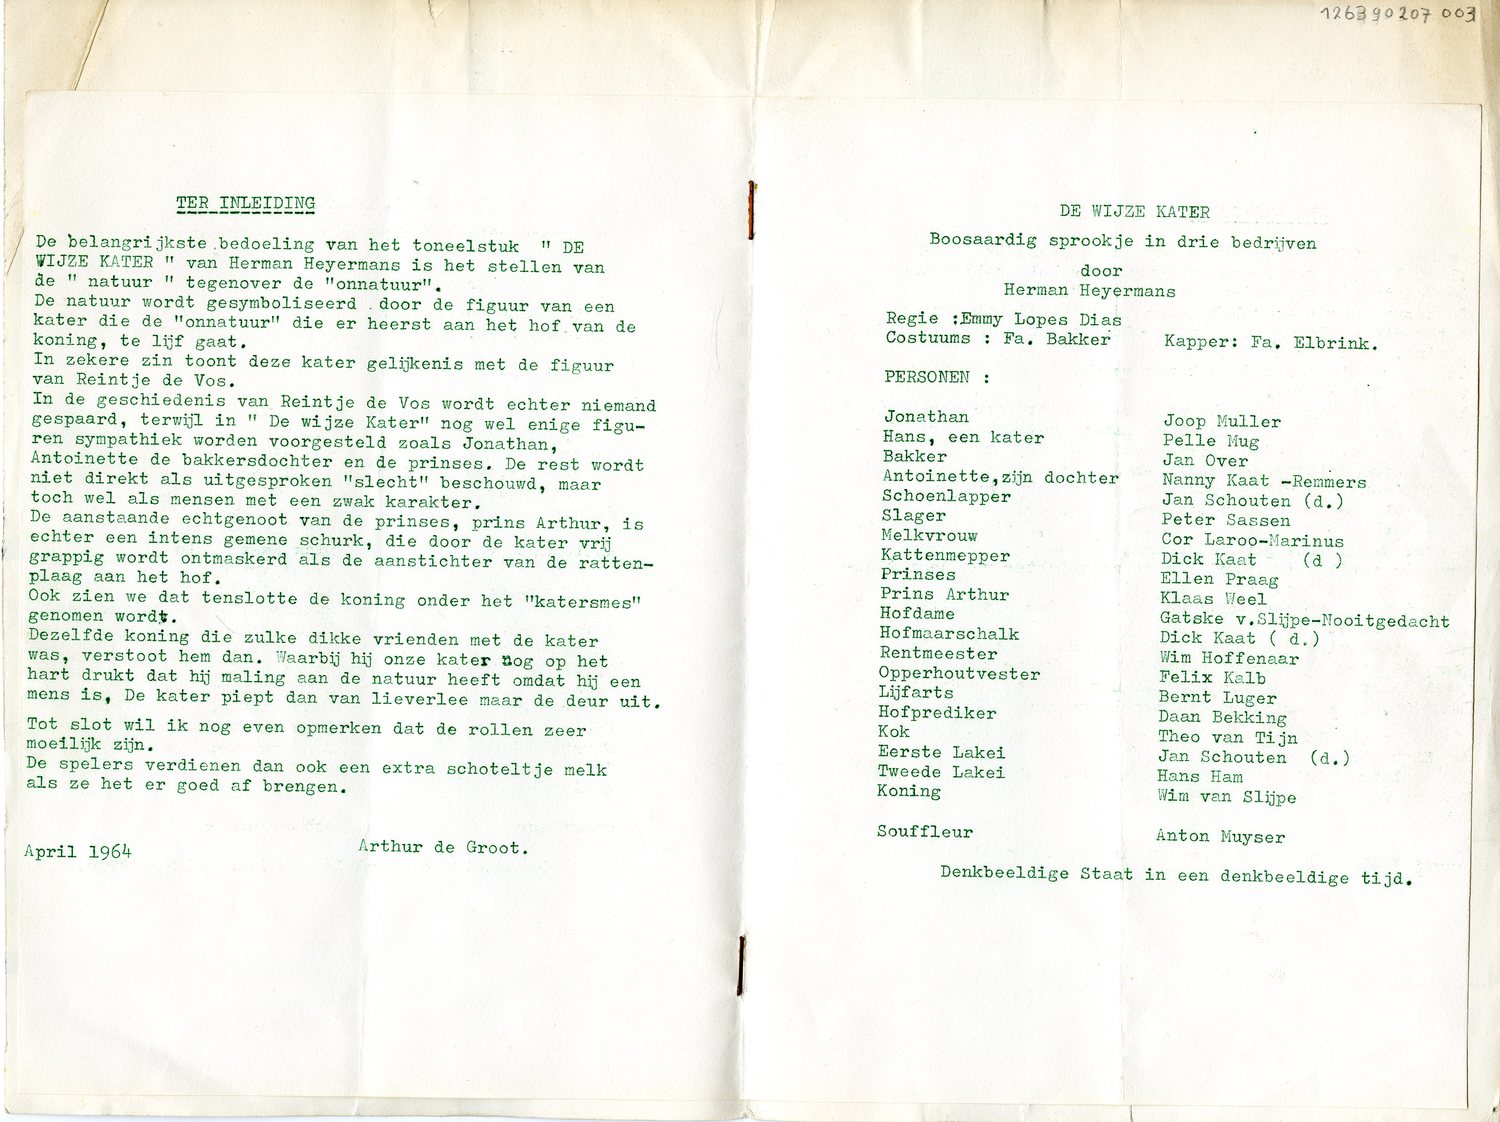 126390207 003
TER INLEIDING
De belangrijkste bedoeling van het toneelstuk " DE
WIJZE KATER " van Herman Heyermans is het stellen van
de " natuur " tegenover de "onnatuur".
De natuur wordt gesymboliseerd door de figuur van een
kater die de "onnatuur" die er heerst aan het hof van de
koning, te lijf gaat.
In zekere zin toont deze kater gelijkenis met de figuur
van Reintje de Vos.
In de geschiedenis van Reintje de Vos wordt echter niemand
gespaard, terwijl in " De wijze Kater" nog wel enige figu-
ren sympathiek worden voorgesteld zoals Jonathan,
Antoinette de bakkersdochter en de prinses. De rest wordt
niet direkt als uitgesproken "slecht" beschouwd, maar
toch wel als mensen met een zwak karakter.
De aanstaande echtgenoot van de prinses, prins Arthur, is
echter een intens gemene schurk, die door de kater vrij
grappig wordt ontmaskerd als de aanstichter van de ratten-
plaag aan het hof.
Ook zien we dat tenslotte de koning onder het "katersmes"
genomen wordt.
Dezelfde koning die zulke dikke vrienden met de kater
was, verstoot hem dan. Waarbij hij onze kater nog op het
hart drukt dat hij maling aan de natuur heeft omdat hij een
mens is, De kater piept dan van lieverlee maar de deur uit.
Tot slot wil ik nog even opmerken dat de rollen zeer
moeilijk zijn.
De spelers verdienen dan ook een extra schoteltje melk
als ze het er goed af brengen.
April 1964 Arthur de Groot.
DE WIJZE KATER
Boosaardig sprookje in drie bedrijven
door
Herman Heyermans
Regie :Emmy Lopes Dias
Costuums : Fa. Bakker Kapper: Fa. Elbrink.
PERSONEN :
Jonathan Joop Muller
Hans, een kater Pelle Mug
Bakker Jan Over
Antoinette,zijn dochter Nanny Kaat -Remmers
Schoenlapper Jan Schouten (d.)
Slager Peter Sassen
Melkvrouw Cor Laroo-Marinus
Kattenmepper Dick Kaat (d )
Prinses Ellen Praag
Prins Arthur Klaas Weel
Hofdame Gatske v.Slijpe-Nooitgedacht
Hofmaarschalk Dick Kaat ( d.)
Rentmeester Wim Hoffenaar
Opperhoutvester Felix Kalb
Lijfarts Bernt Luger
Hofprediker Daan Bekking
Kok Theo van Tijn
Eerste Lakei Jan Schouten (d.)
Tweede Lakei Hans Ham
Koning Wim van Slijpe
Souffleur Anton Muyser
Denkbeeldige Staat in een denkbeeldige tijd.